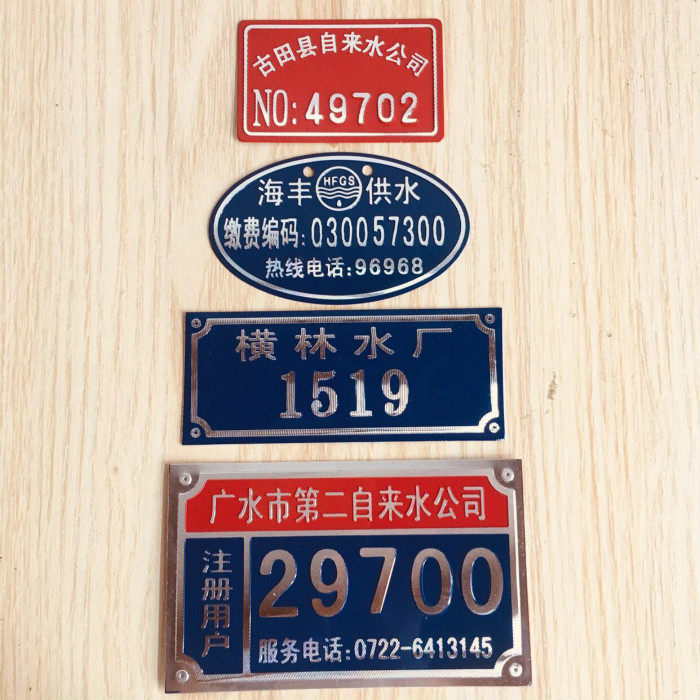 古田县自来水公司
NO: 49702
海丰 HFGS 供水
缴费编码: 030057300
热线电话: 96968
横林水厂
1519
广水市第二自来水公司
注册用户
29700
服务电话: 0722-6413145